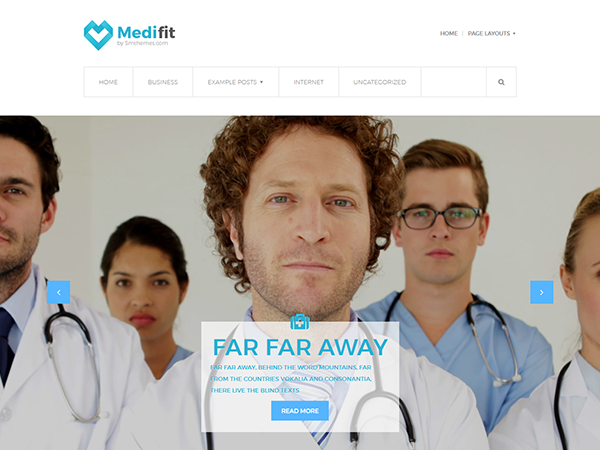 Medifit
by Smthemes.com
HOME | PAGE LAYOUTS
HOME
BUSINESS
EXAMPLE POSTS
INTERNET
UNCATEGORIZED
FAR FAR AWAY
FAR FAR AWAY, BEHIND THE WORD MOUNTAINS, FAR
FROM THE COUNTRIES VOKALIA AND CONSONANTIA,
THERE LIVE THE BLIND TEXTS
READ MORE